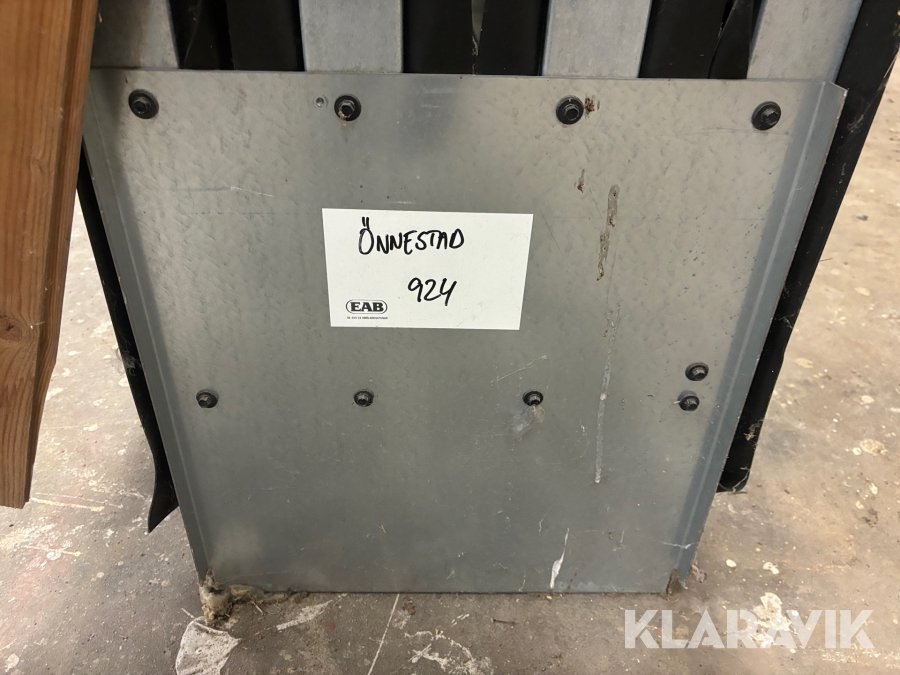 ÖNNESTAD
924
EAB
KLARAVIK